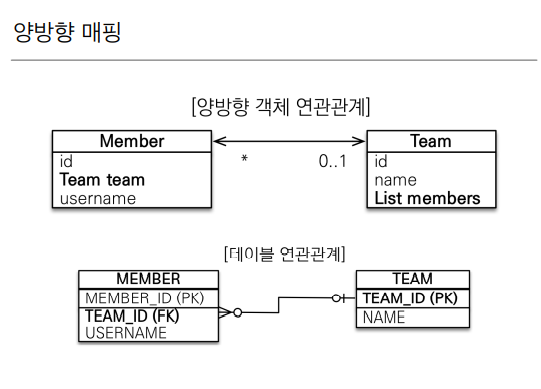 양방향 매핑
[양방향 객체 연관관계]
Member
id
Team team
username
* 0..1
Team
id
name
List members
[테이블 연관관계]
MEMBER
MEMBER_ID (PK)
TEAM_ID (FK)
USERNAME
TEAM
TEAM_ID (PK)
NAME